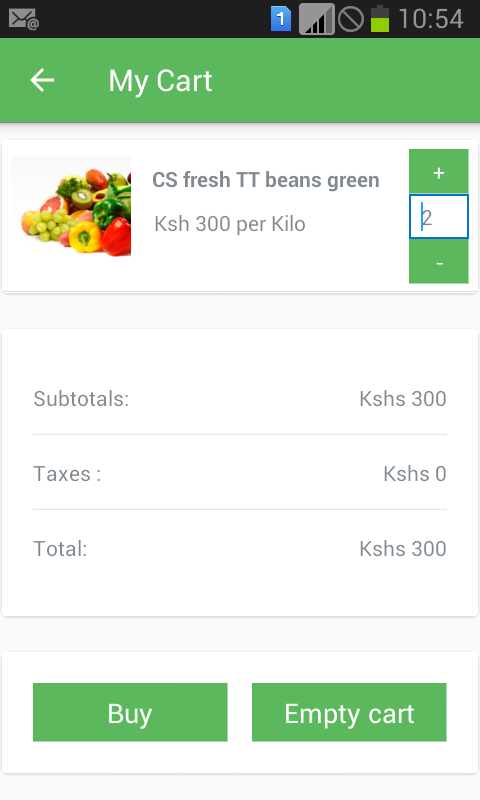 1 10:54
My Cart
CS fresh TT beans green
Ksh 300 per Kilo
+
2
-
Subtotals: Kshs 300
Taxes : Kshs 0
Total: Kshs 300
Buy Empty cart